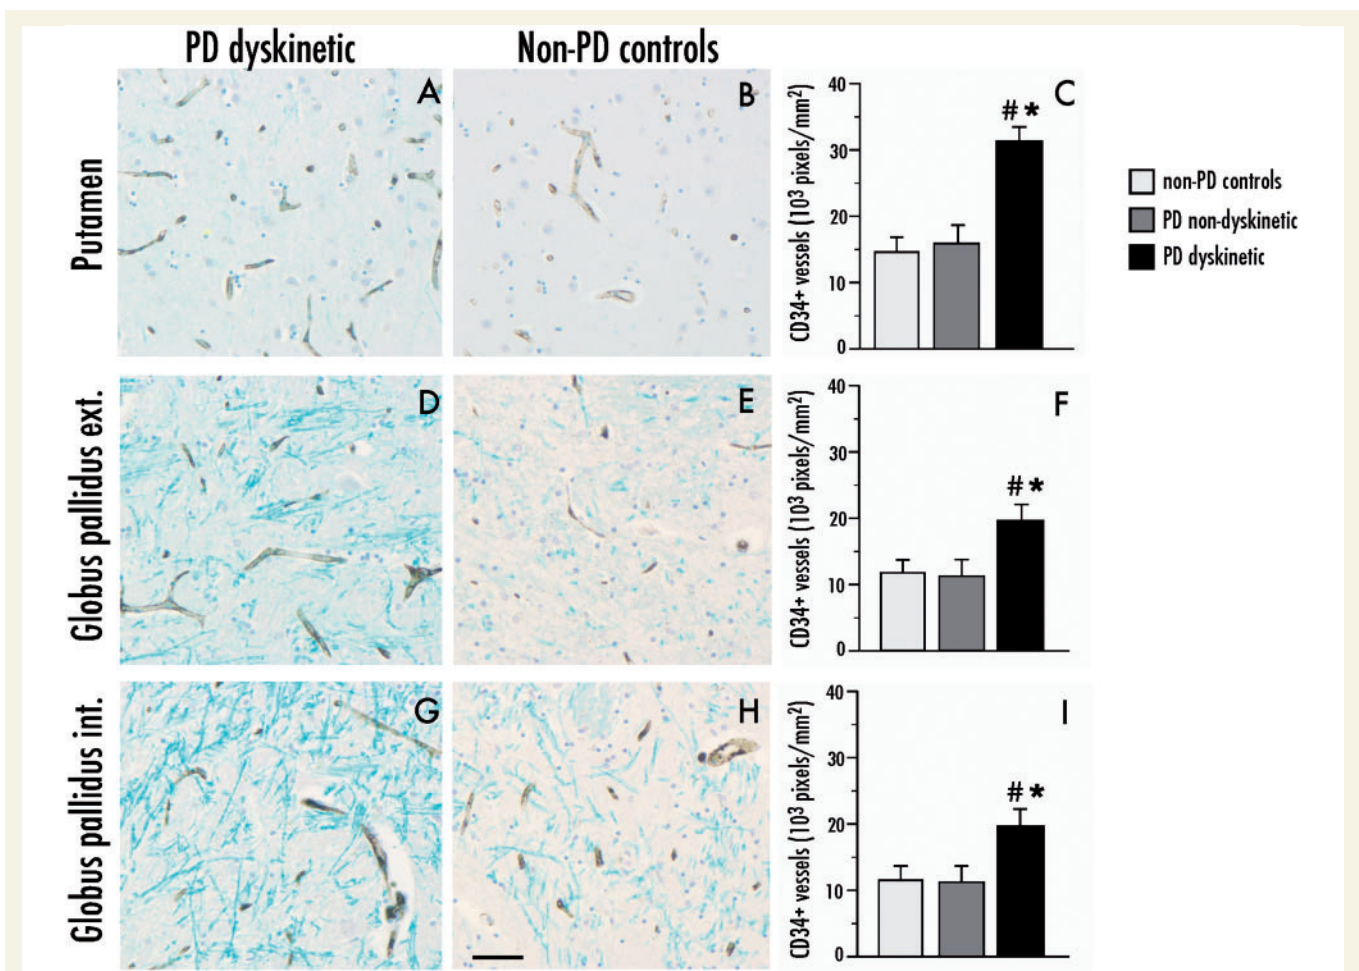 PD dyskinetic
Non-PD controls
Putamen
A
B
C
CD34+ vessels (10³ pixels/mm²)
40
30
20
10
0
#*
non-PD controls
PD non-dyskinetic
PD dyskinetic
Globus pallidus ext.
D
E
F
CD34+ vessels (10³ pixels/mm²)
40
30
20
10
0
#*
Globus pallidus int.
G
H
I
CD34+ vessels (10³ pixels/mm²)
40
30
20
10
0
#*